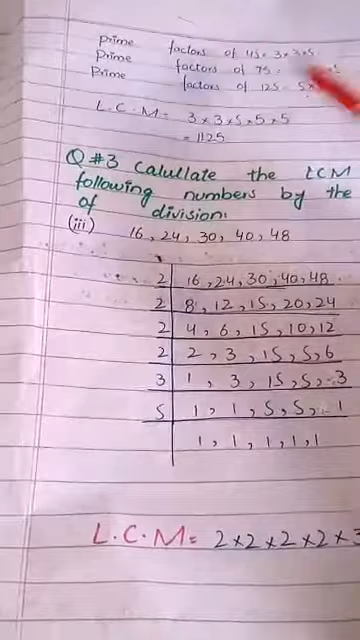 Prime factors of 45= 3×3×5
Prime factors of 75=
Prime factors of 125= 5×
L.C.M= 3×3×5×5×5
= 1125
Q#3 Calullate the LCM
following numbers by the
of division:
(iii) 16, 24, 30, 40, 48
2 | 16, 24, 30, 40, 48
2 | 8, 12, 15, 20, 24
2 | 4, 6, 15, 10, 12
2 | 2, 3, 15, 5, 6
3 | 1, 3, 15, 5, 3
5 | 1, 1, 5, 5, 1
1, 1, 1, 1, 1
L.C.M= 2×2×2×2×3